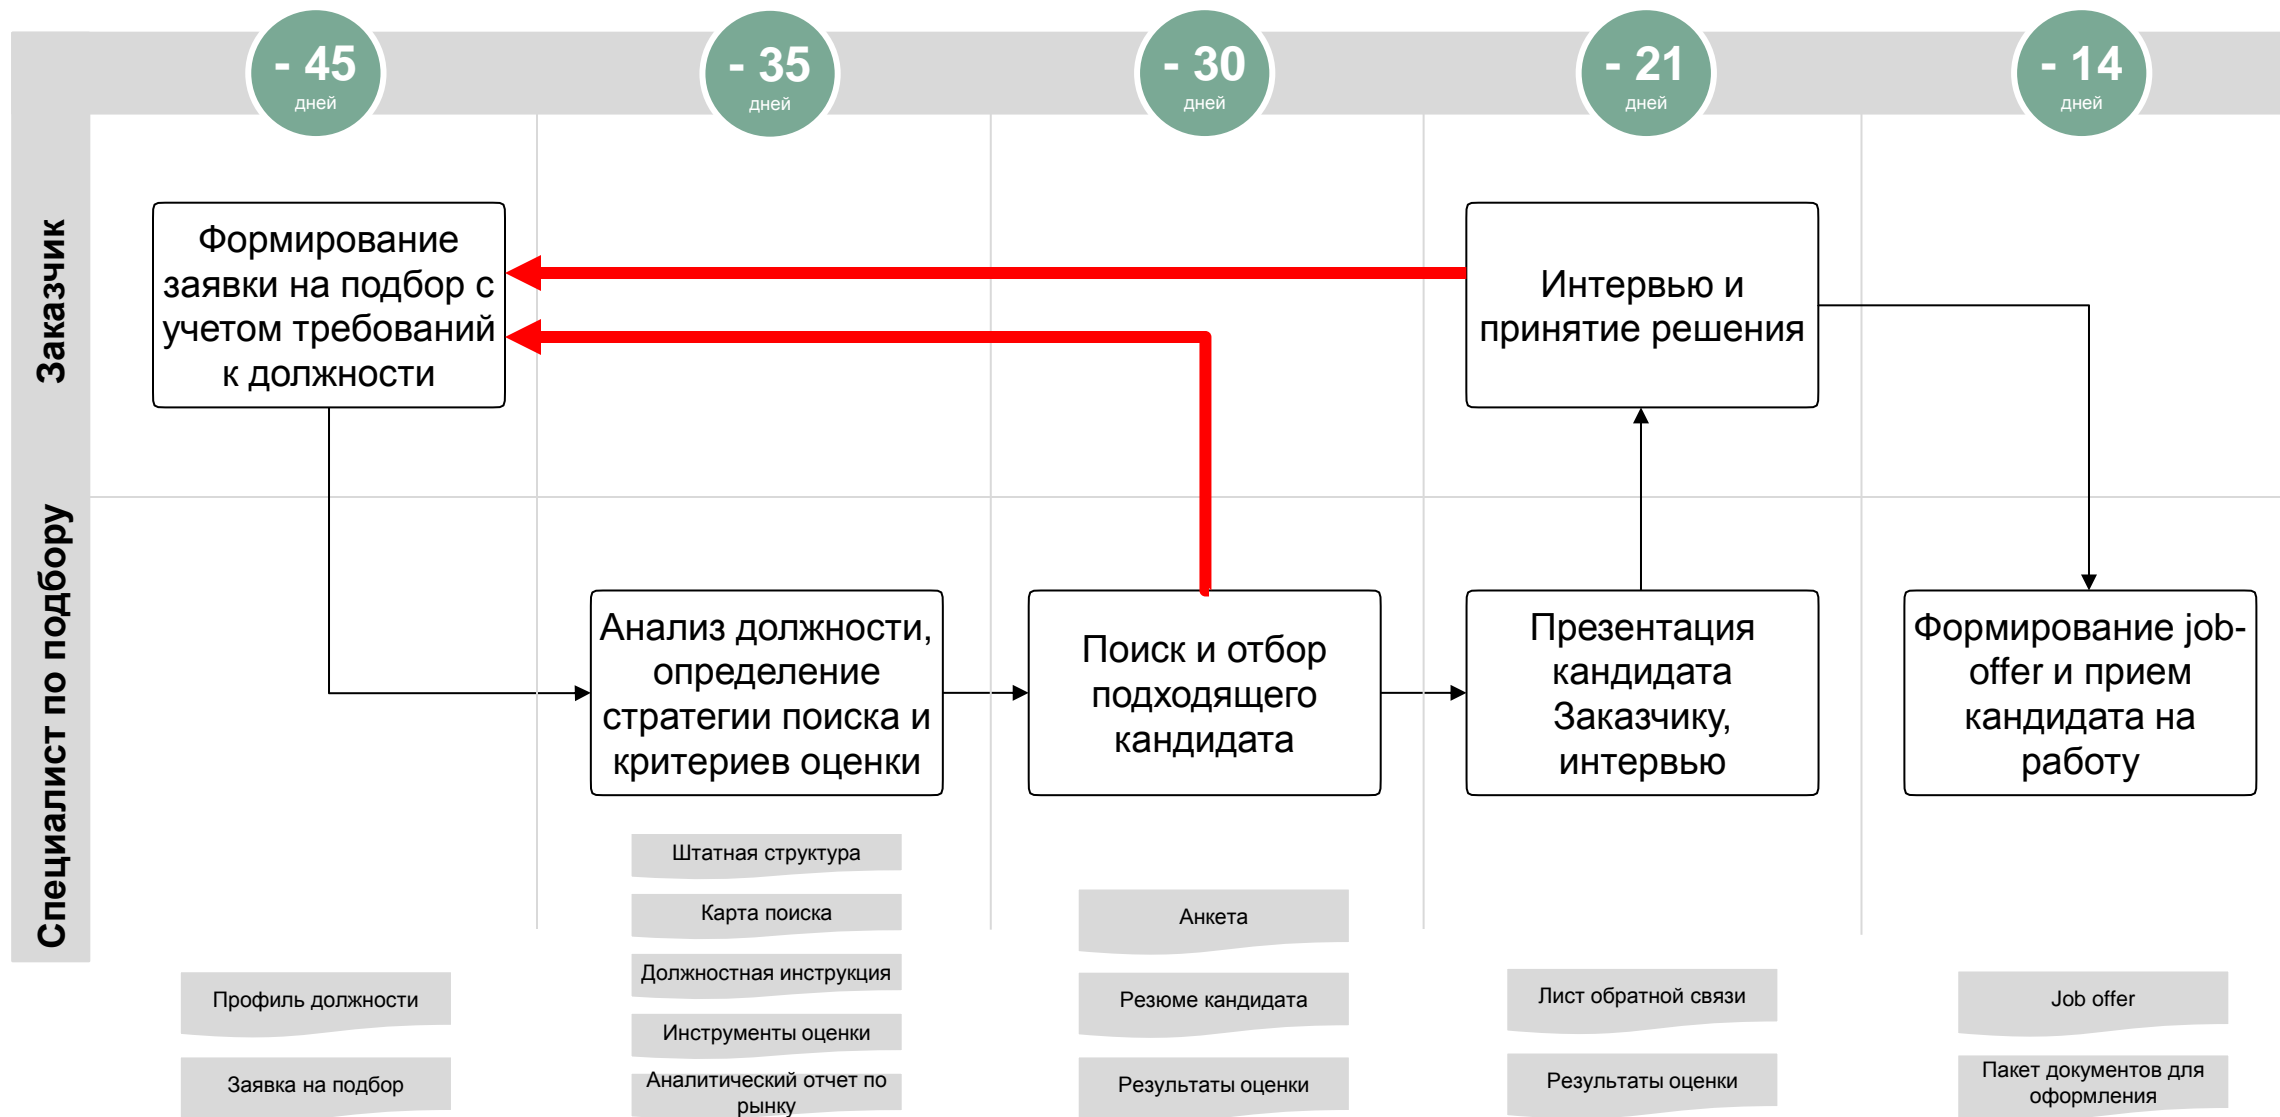 - 45
дней
- 35
дней
- 30
дней
- 21
дней
- 14
дней
Заказчик
Формирование
заявки на подбор с
учетом требований
к должности
Интервью и
принятие решения
Специалист по подбору
Анализ должности,
определение
стратегии поиска и
критериев оценки
Поиск и отбор
подходящего
кандидата
Презентация
кандидата
Заказчику,
интервью
Формирование job-
offer и прием
кандидата на
работу
Профиль должности
Заявка на подбор
Штатная структура
Карта поиска
Должностная инструкция
Инструменты оценки
Аналитический отчет по
рынку
Анкета
Резюме кандидата
Результаты оценки
Лист обратной связи
Результаты оценки
Job offer
Пакет документов для
оформления